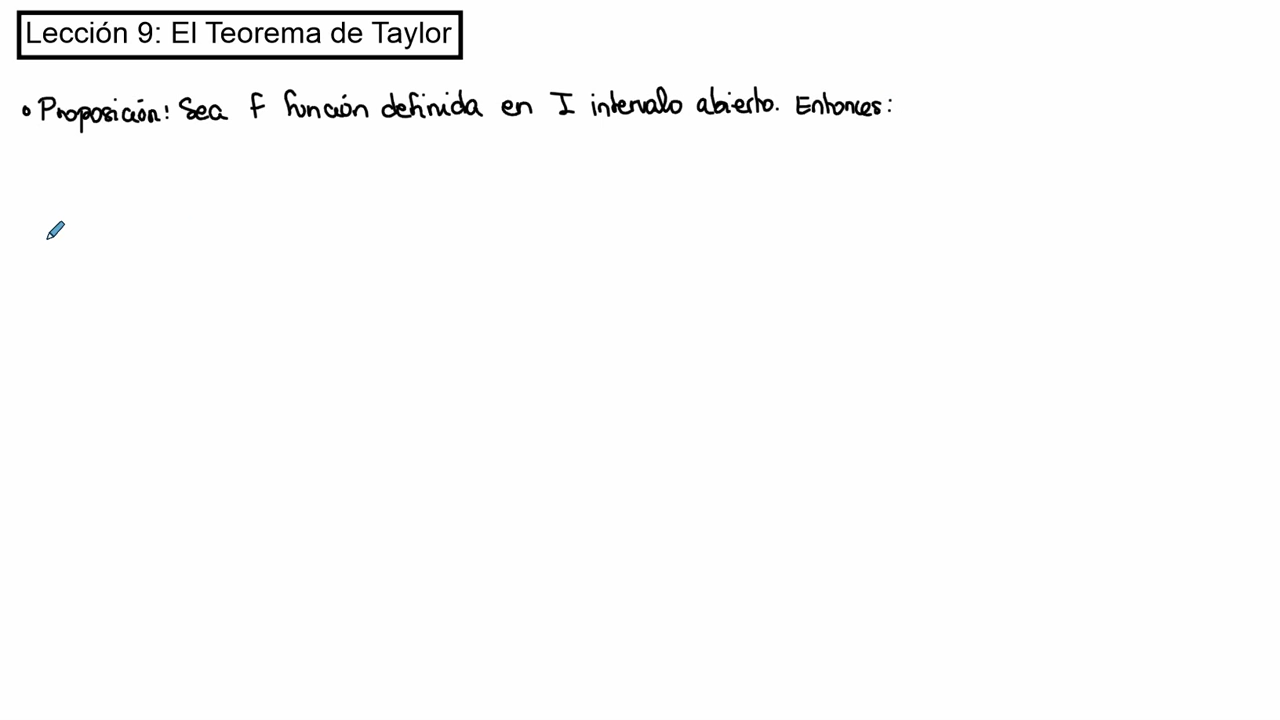 Lección 9: El Teorema de Taylor
• Proposición: Sea f función definida en I intervalo abierto. Entonces: